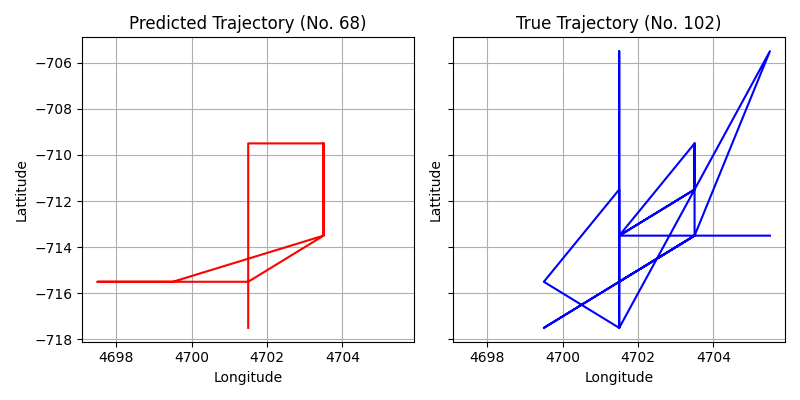 Predicted Trajectory (No. 68)
True Trajectory (No. 102)
Lattitude
−706
−708
−710
−712
−714
−716
−718
4698
4700
4702
4704
Longitude
Lattitude
4698
4700
4702
4704
Longitude